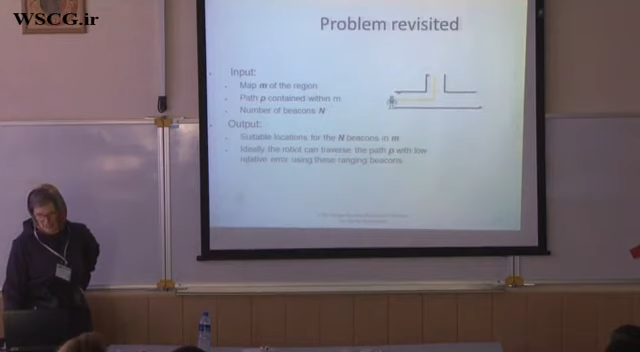 WSCG.ir
Problem revisited
Input:
Map m of the region
Path p contained within m
Number of beacons N
Output:
Suitable locations for the N beacons in m
Ideally the robot can traverse the path p with low
relative error using these ranging beacons